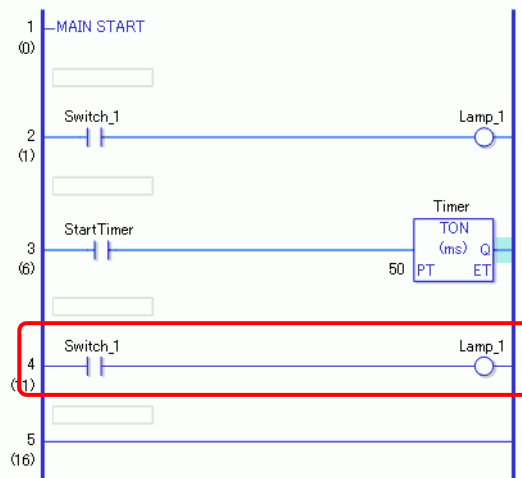 1 MAIN START
(0)
Switch_1 Lamp_1
2
(1)
Timer
StartTimer TON
3 (ms) Q
(6) 50 PT ET
Switch_1 Lamp_1
4
(11)
5
(16)